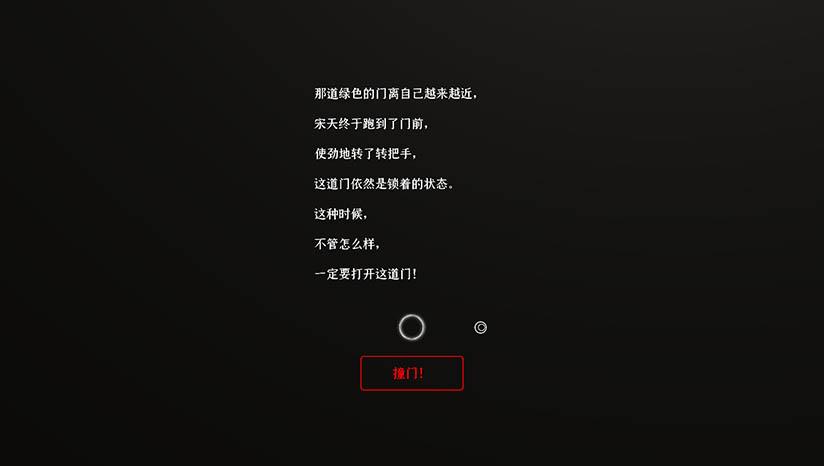 那道绿色的门离自己越来越近，
宋天终于跑到了门前，
使劲地转了转把手，
这道门依然是锁着的状态。
这种时候，
不管怎么样，
一定要打开这道门！
撞门！